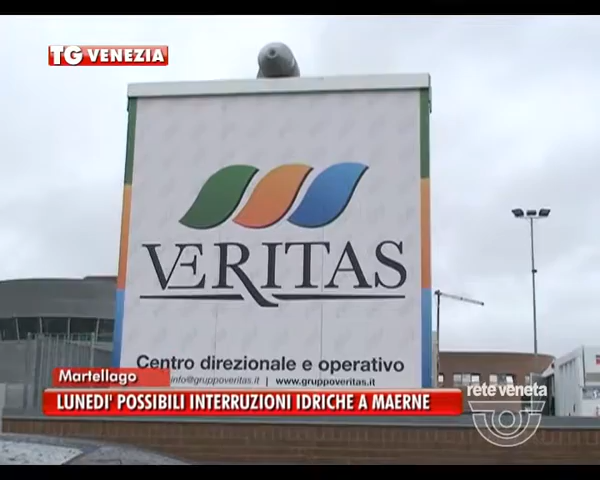 TG VENEZIA
VERITAS
Centro direzionale e operativo
info@gruppoveritas.it | www.gruppoveritas.it
Martellago
LUNEDI' POSSIBILI INTERRUZIONI IDRICHE A MAERNE
rete veneta